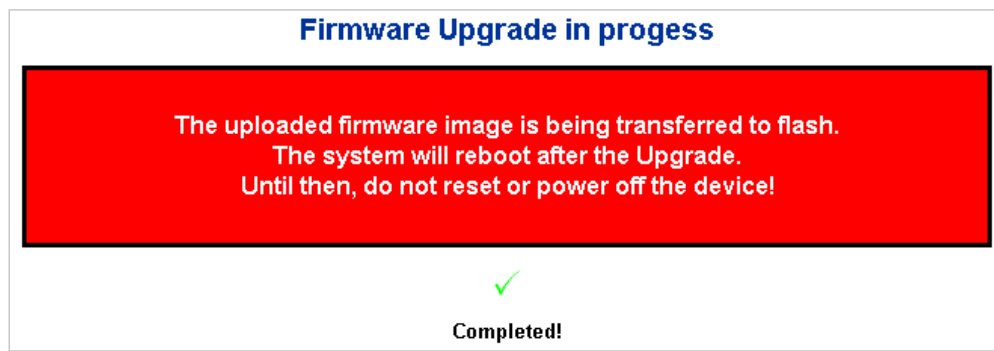 Firmware Upgrade in progess
The uploaded firmware image is being transferred to flash.
The system will reboot after the Upgrade.
Until then, do not reset or power off the device!
Completed!